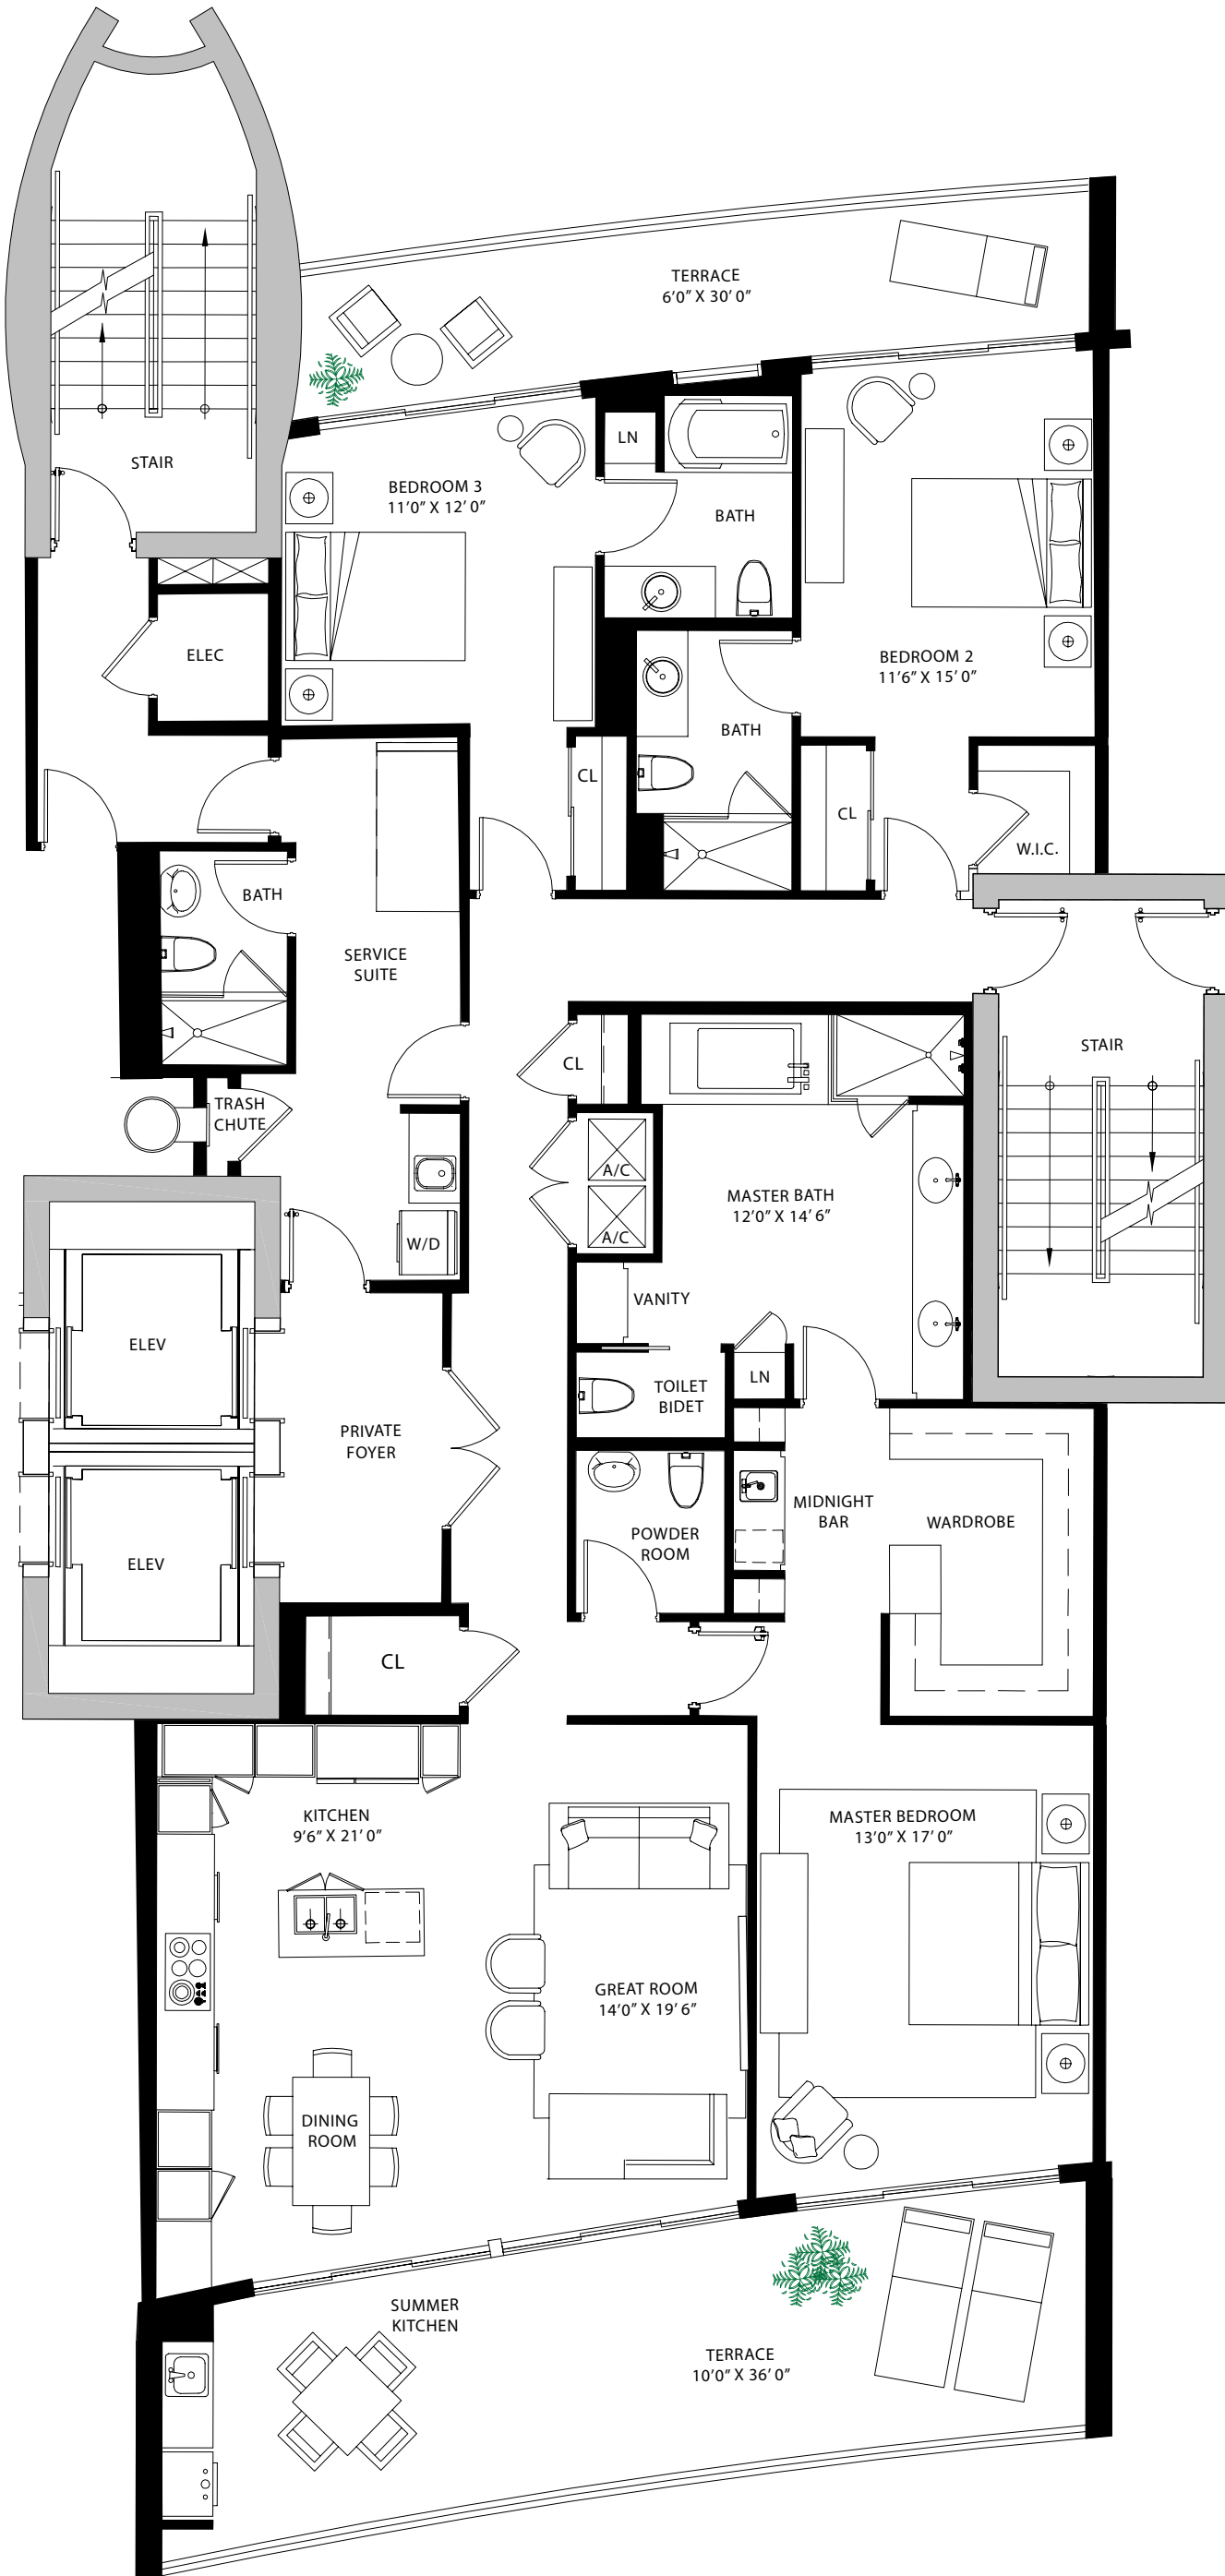 TERRACE
6'0" X 30' 0"
LN
STAIR
BEDROOM 3
11'0" X 12' 0"
BATH
ELEC
BEDROOM 2
11'6" X 15' 0"
BATH
CL
CL
W.I.C.
BATH
SERVICE
SUITE
STAIR
CL
TRASH
CHUTE
A/C
MASTER BATH
12'0" X 14' 6"
W/D
A/C
VANITY
ELEV
LN
TOILET
BIDET
PRIVATE
FOYER
MIDNIGHT
BAR
WARDROBE
POWDER
ROOM
ELEV
CL
KITCHEN
9'6" X 21' 0"
MASTER BEDROOM
13'0" X 17' 0"
GREAT ROOM
14'0" X 19' 6"
DINING
ROOM
SUMMER
KITCHEN
TERRACE
10'0" X 36' 0"